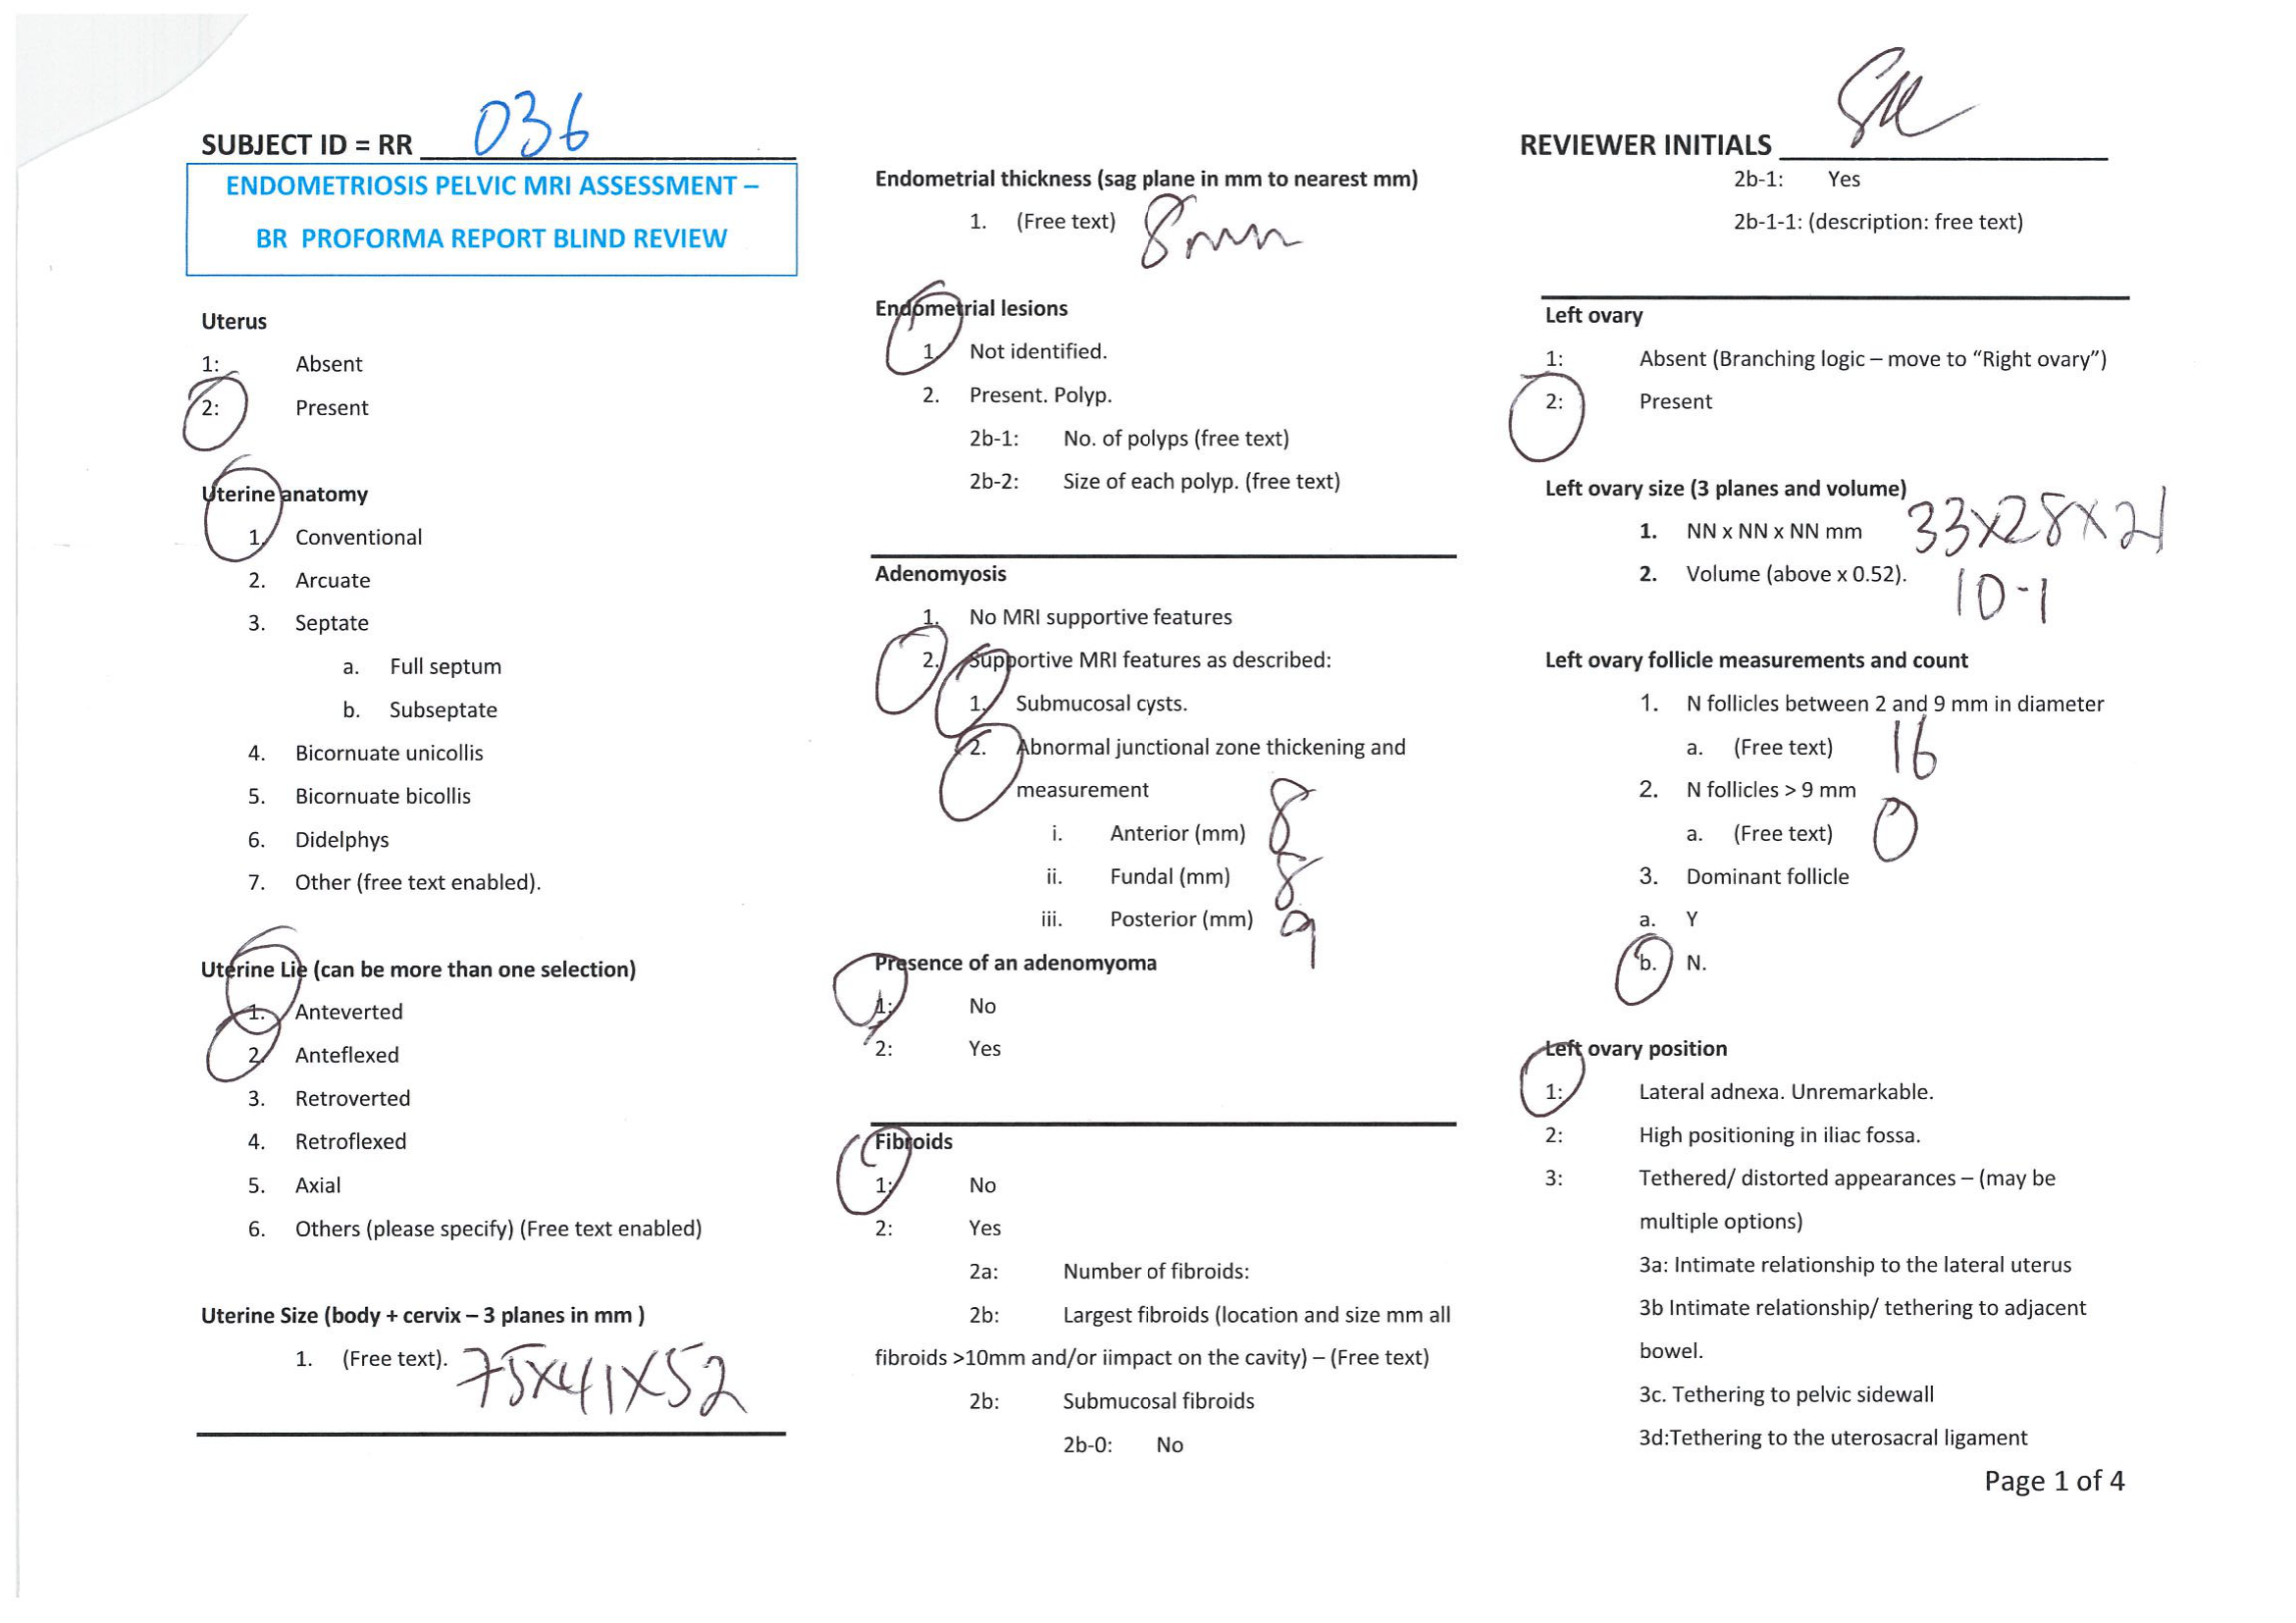 SUBJECT ID = RR 036
ENDOMETRIOSIS PELVIC MRI ASSESSMENT –
BR PROFORMA REPORT BLIND REVIEW
Uterus
1: Absent
2: Present
Uterine anatomy
1. Conventional
2. Arcuate
3. Septate
a. Full septum
b. Subseptate
4. Bicornuate unicollis
5. Bicornuate bicollis
6. Didelphys
7. Other (free text enabled).
Uterine Lie (can be more than one selection)
1. Anteverted
2. Anteflexed
3. Retroverted
4. Retroflexed
5. Axial
6. Others (please specify) (Free text enabled)
Uterine Size (body + cervix – 3 planes in mm )
1. (Free text). 75x41x52
Endometrial thickness (sag plane in mm to nearest mm)
1. (Free text) 8mm
Endometrial lesions
1. Not identified.
2. Present. Polyp.
2b-1: No. of polyps (free text)
2b-2: Size of each polyp. (free text)
Adenomyosis
1. No MRI supportive features
2. Supportive MRI features as described:
1. Submucosal cysts.
2. Abnormal junctional zone thickening and
measurement
i. Anterior (mm) 8
ii. Fundal (mm) 8
iii. Posterior (mm) 9
Presence of an adenomyoma
1: No
2: Yes
Fibroids
1: No
2: Yes
2a: Number of fibroids:
2b: Largest fibroids (location and size mm all
fibroids >10mm and/or iimpact on the cavity) – (Free text)
2b: Submucosal fibroids
2b-0: No
REVIEWER INITIALS
2b-1: Yes
2b-1-1: (description: free text)
Left ovary
1: Absent (Branching logic – move to “Right ovary”)
2: Present
Left ovary size (3 planes and volume)
1. NN x NN x NN mm 33x28x21
2. Volume (above x 0.52). 10-1
Left ovary follicle measurements and count
1. N follicles between 2 and 9 mm in diameter
a. (Free text) 16
2. N follicles > 9 mm
a. (Free text) 0
3. Dominant follicle
a. Y
b. N.
Left ovary position
1: Lateral adnexa. Unremarkable.
2: High positioning in iliac fossa.
3: Tethered/ distorted appearances – (may be
multiple options)
3a: Intimate relationship to the lateral uterus
3b Intimate relationship/ tethering to adjacent
bowel.
3c. Tethering to pelvic sidewall
3d:Tethering to the uterosacral ligament
Page 1 of 4